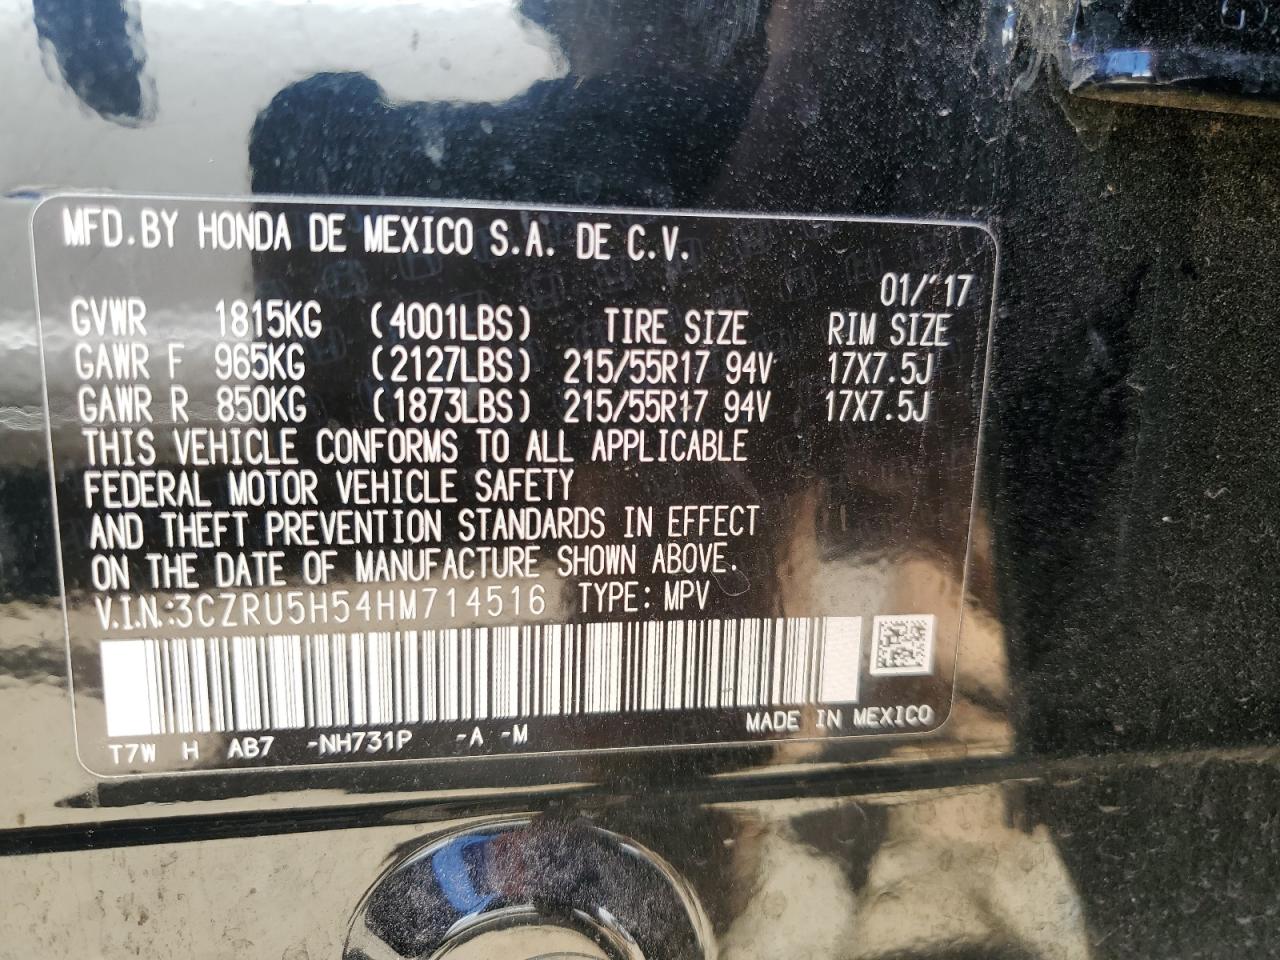 MFD.BY HONDA DE MEXICO S.A. DE C.V.
01/'17
GVWR 1815KG (4001LBS) TIRE SIZE RIM SIZE
GAWR F 965KG (2127LBS) 215/55R17 94V 17X7.5J
GAWR R 850KG (1873LBS) 215/55R17 94V 17X7.5J
THIS VEHICLE CONFORMS TO ALL APPLICABLE
FEDERAL MOTOR VEHICLE SAFETY
AND THEFT PREVENTION STANDARDS IN EFFECT
ON THE DATE OF MANUFACTURE SHOWN ABOVE.
V.I.N.:3CZRU5H54HM714516 TYPE: MPV
MADE IN MEXICO
T7W H AB7 -NH731P -A -M